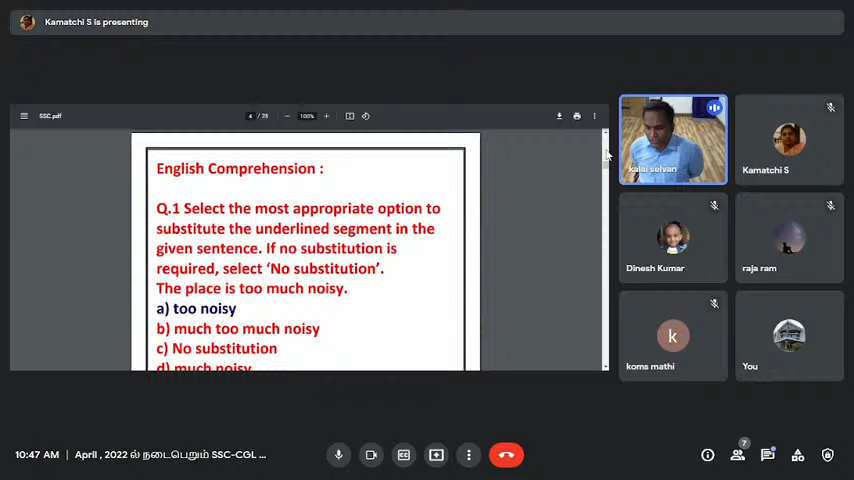 Kamatchi S is presenting
SSC.pdf
4 / 26
100%
English Comprehension :
Q.1 Select the most appropriate option to
substitute the underlined segment in the
given sentence. If no substitution is
required, select ‘No substitution’.
The place is too much noisy.
a) too noisy
b) much too much noisy
c) No substitution
d) much noisy
kalai selvan
Kamatchi S
Dinesh Kumar
raja ram
k
koms mathi
You
10:47 AM | April , 2022 ல் நடைபெறும் SSC-CGL ...
7